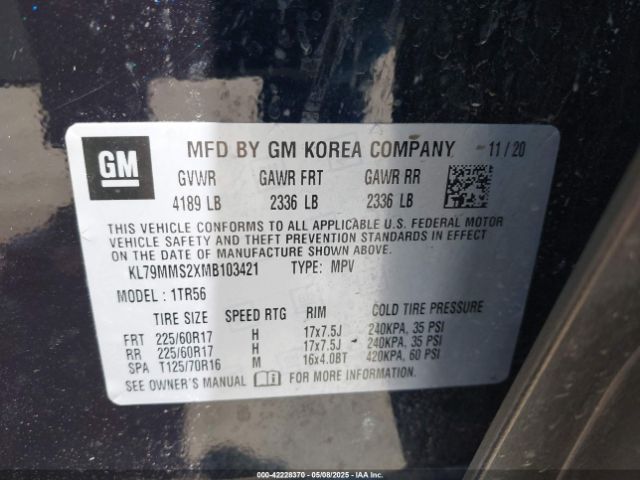 GM
MFD BY GM KOREA COMPANY 11/20
GVWR GAWR FRT GAWR RR
4189 LB 2336 LB 2336 LB
THIS VEHICLE CONFORMS TO ALL APPLICABLE U.S. FEDERAL MOTOR
VEHICLE SAFETY AND THEFT PREVENTION STANDARDS IN EFFECT
ON THE DATE OF MANUFACTURE SHOWN ABOVE.
KL79MMS2XMB103421 TYPE: MPV
MODEL : 1TR56
TIRE SIZE SPEED RTG RIM COLD TIRE PRESSURE
FRT 225/60R17 H 17x7.5J 240KPA, 35 PSI
RR 225/60R17 H 17x7.5J 240KPA, 35 PSI
SPA T125/70R16 M 16x4.0BT 420KPA, 60 PSI
SEE OWNER'S MANUAL FOR MORE INFORMATION
000-42228370 05/08/2025 IAA INC.